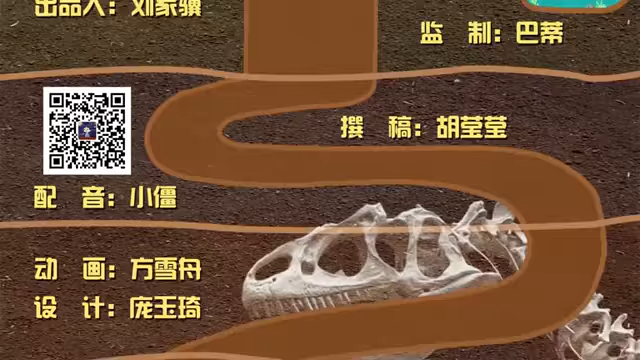 出品人：刘家骥
监 制：巴蒂
撰 稿：胡莹莹
配 音：小僵
动 画：方雪舟
设 计：庞玉琦